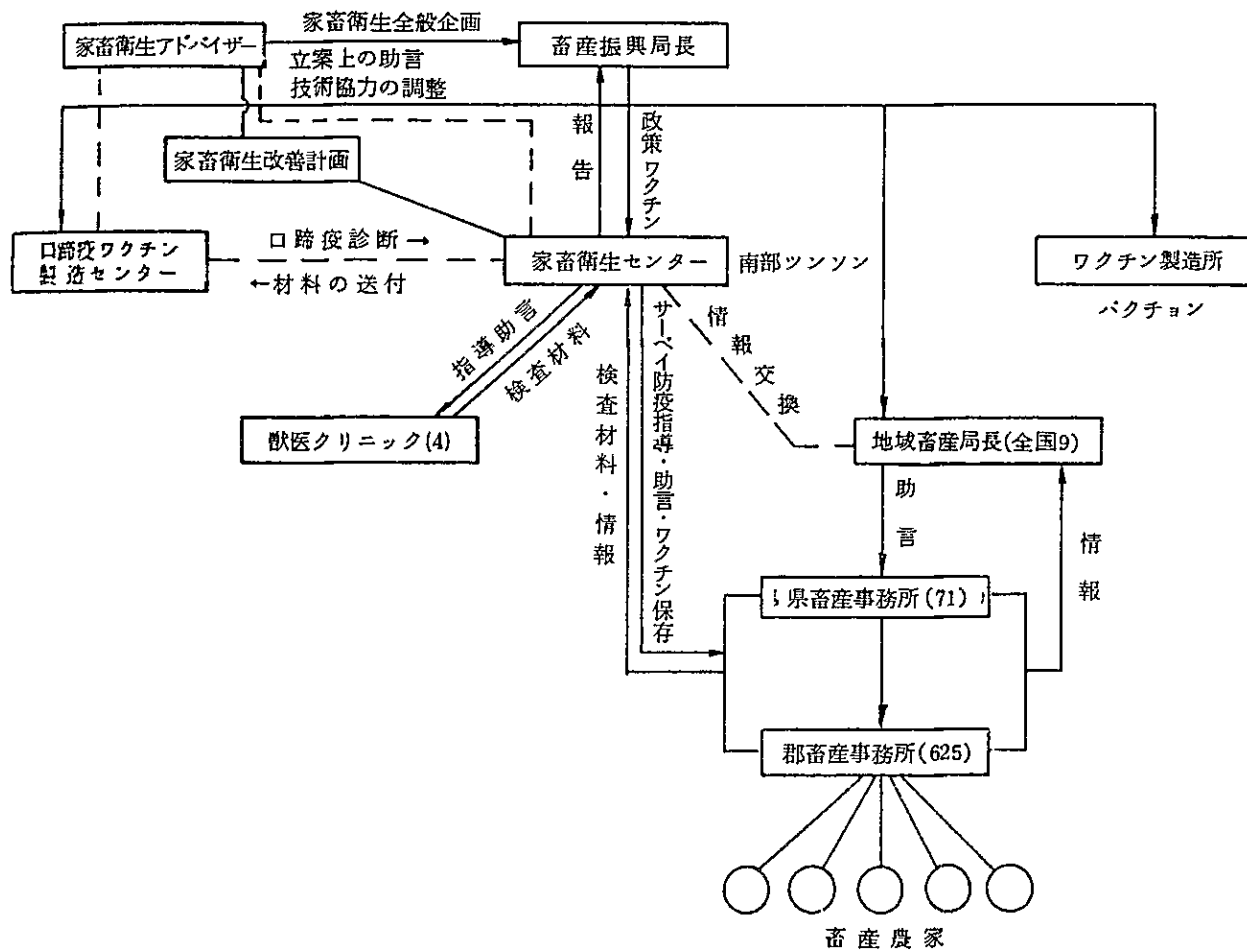 家畜衛生アドバイザー
家畜衛生全般企画
立案上の助言
技術協力の調整
畜産振興局長
家畜衛生改善計画
報告
政策ワクチン
口蹄疫ワクチン
製造センター
口蹄疫診断→
←材料の送付
家畜衛生センター
南部ツンソン
ワクチン製造所
パクチョン
指導助言
検査材料
獣医クリニック(4)
検査材料・情報
サーベイ防疫指導・助言・ワクチン保存
情報交換
地域畜産局長(全国9)
助言
情報
県畜産事務所(71)
郡畜産事務所(625)
畜産農家